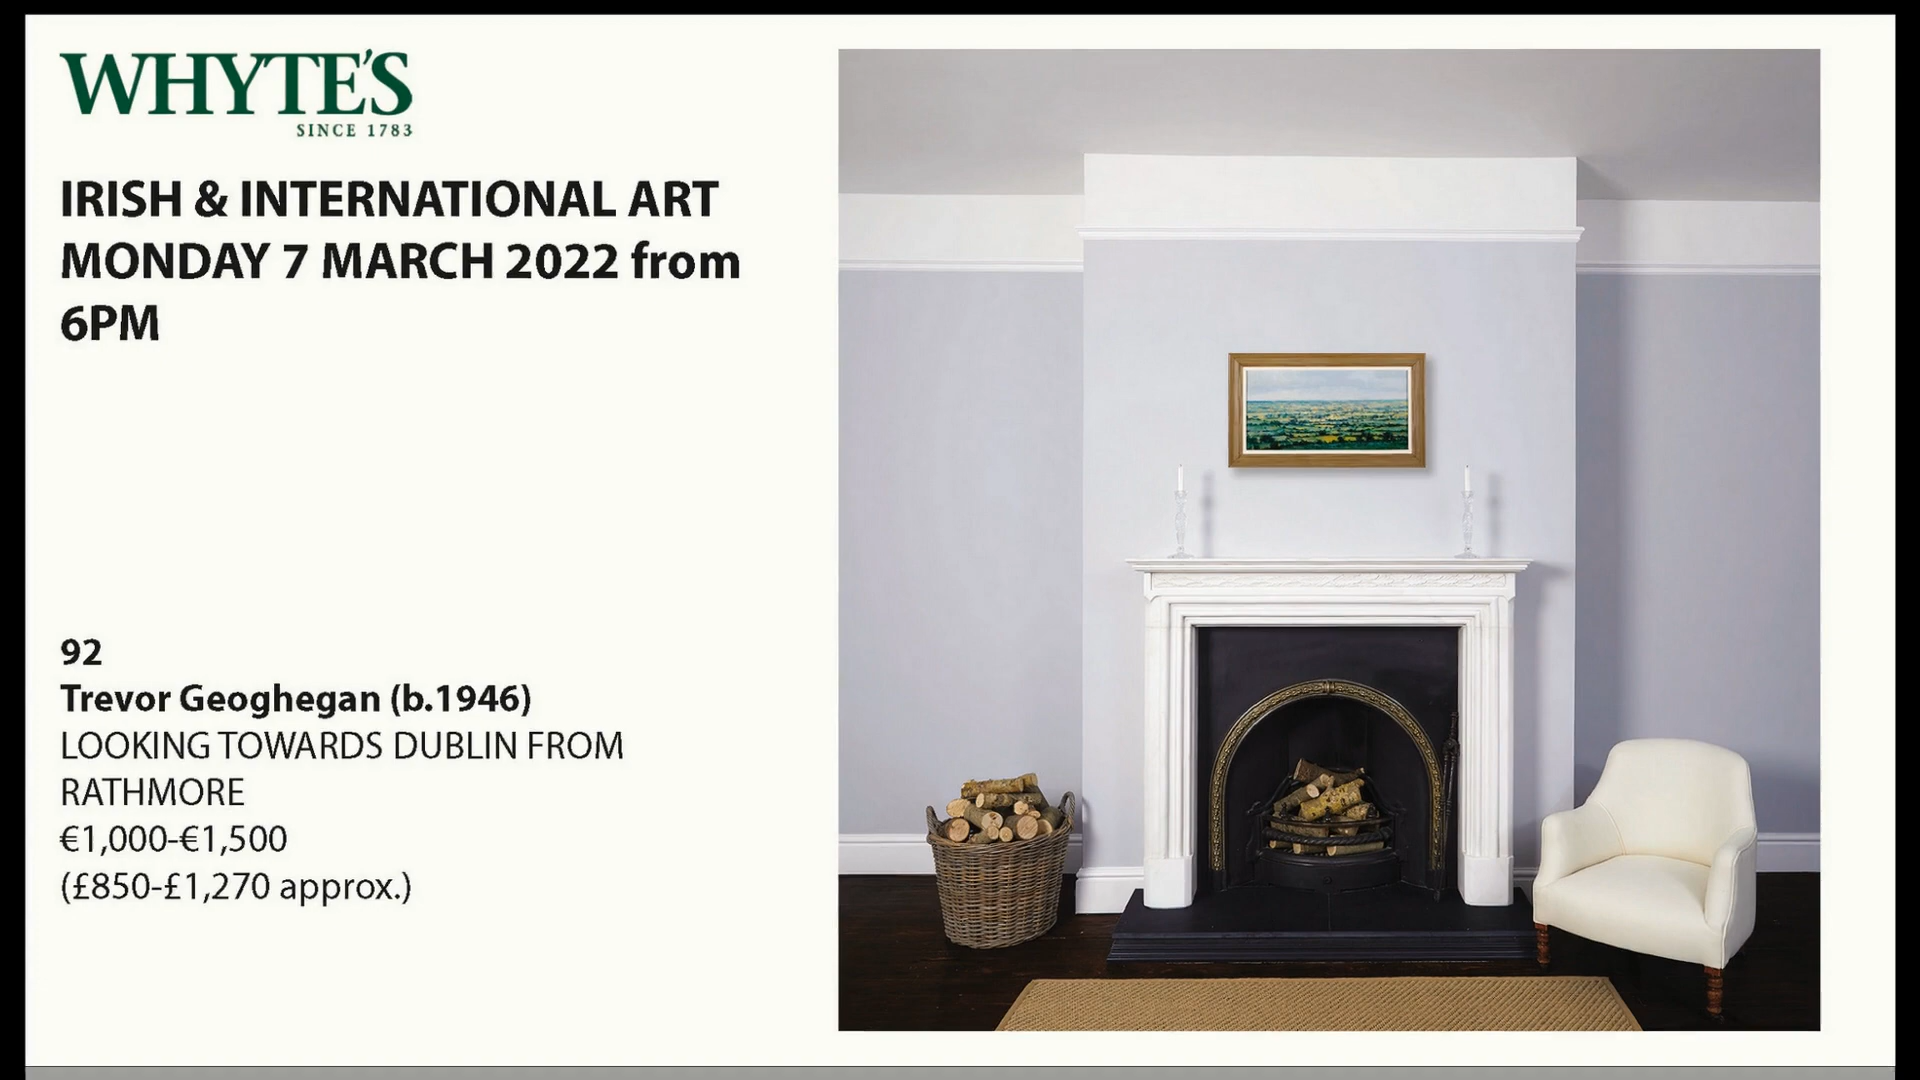 WHYTE'S
SINCE 1783
IRISH & INTERNATIONAL ART
MONDAY 7 MARCH 2022 from
6PM
92
Trevor Geoghegan (b.1946)
LOOKING TOWARDS DUBLIN FROM
RATHMORE
€1,000-€1,500
(£850-£1,270 approx.)